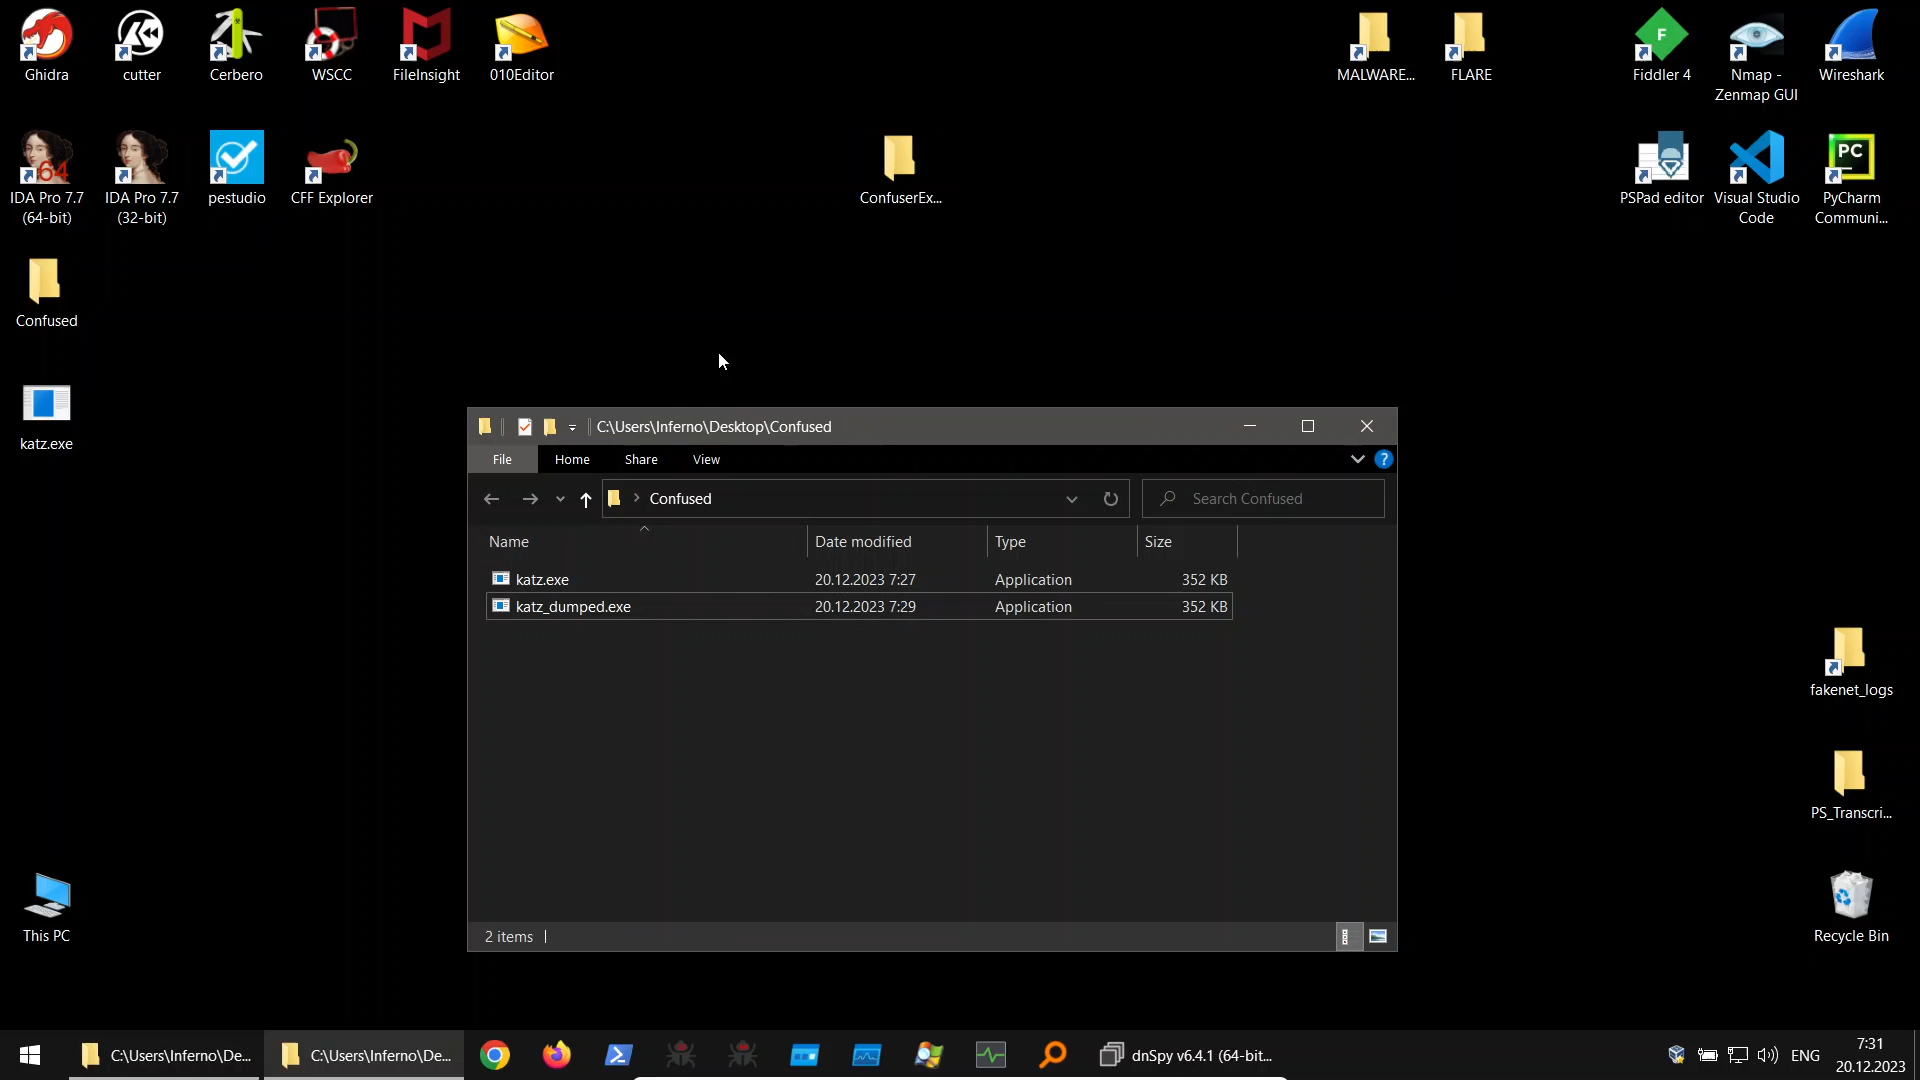 Ghidra
cutter
Cerbero
WSCC
FileInsight
010Editor
MALWARE...
FLARE
F
Fiddler 4
Nmap -
Zenmap GUI
Wireshark
64
IDA Pro 7.7
(64-bit)
IDA Pro 7.7
(32-bit)
pestudio
CFF Explorer
ConfuserEx...
PSPad editor
Visual Studio
Code
PC
PyCharm
Communi...
Confused
katz.exe
C:\Users\Inferno\Desktop\Confused
File
Home
Share
View
?
Confused
Search Confused
Name
Date modified
Type
Size
katz.exe
20.12.2023 7:27
Application
352 KB
katz_dumped.exe
20.12.2023 7:29
Application
352 KB
2 items
fakenet_logs
PS_Transcri...
This PC
Recycle Bin
C:\Users\Inferno\De...
C:\Users\Inferno\De...
dnSpy v6.4.1 (64-bit...
ENG
7:31
20.12.2023